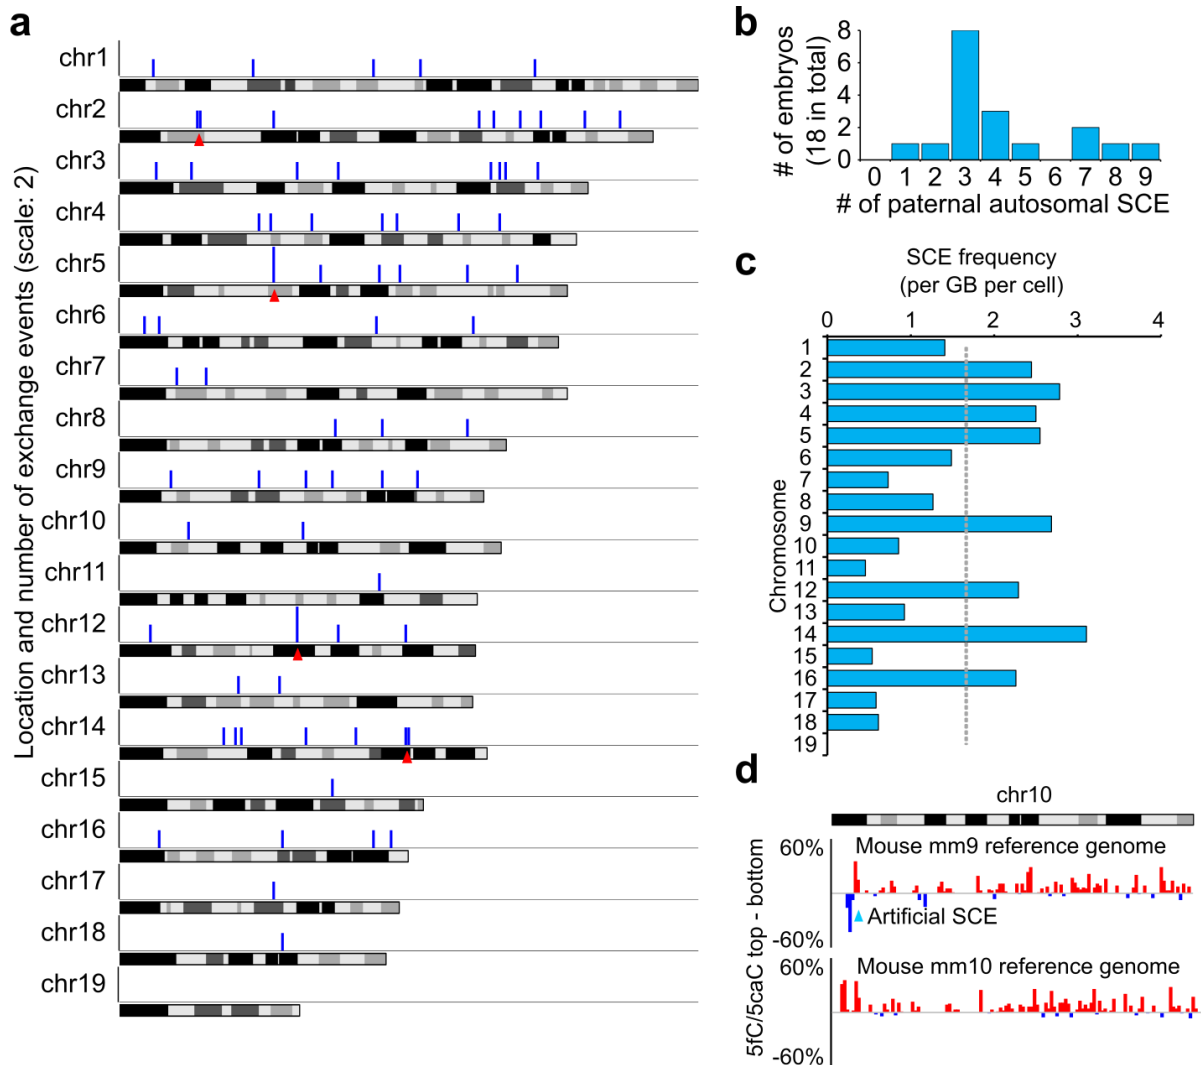 a
Location and number of exchange events (scale: 2)
chr1
chr2
chr3
chr4
chr5
chr6
chr7
chr8
chr9
chr10
chr11
chr12
chr13
chr14
chr15
chr16
chr17
chr18
chr19
b
# of embryos
(18 in total)
8
6
4
2
0
0 1 2 3 4 5 6 7 8 9
# of paternal autosomal SCE
c
SCE frequency
(per GB per cell)
0 1 2 3 4
Chromosome
1
2
3
4
5
6
7
8
9
10
11
12
13
14
15
16
17
18
19
d
chr10
5fC/5caC top - bottom
60%
Mouse mm9 reference genome
Artificial SCE
-60%
60%
Mouse mm10 reference genome
-60%